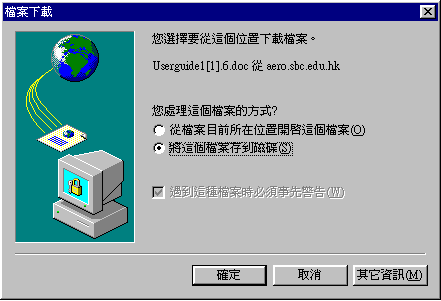 檔案下載
您選擇要從這個位置下載檔案。
Userguide1[1].6.doc 從 aero.sbc.edu.hk
您處理這個檔案的方式?
從檔案目前所在位置開啓這個檔案(O)
將這個檔案存到磁碟(S)
遇到這種檔案時必須事先警告(W)
確定
取消
其它資訊(M)